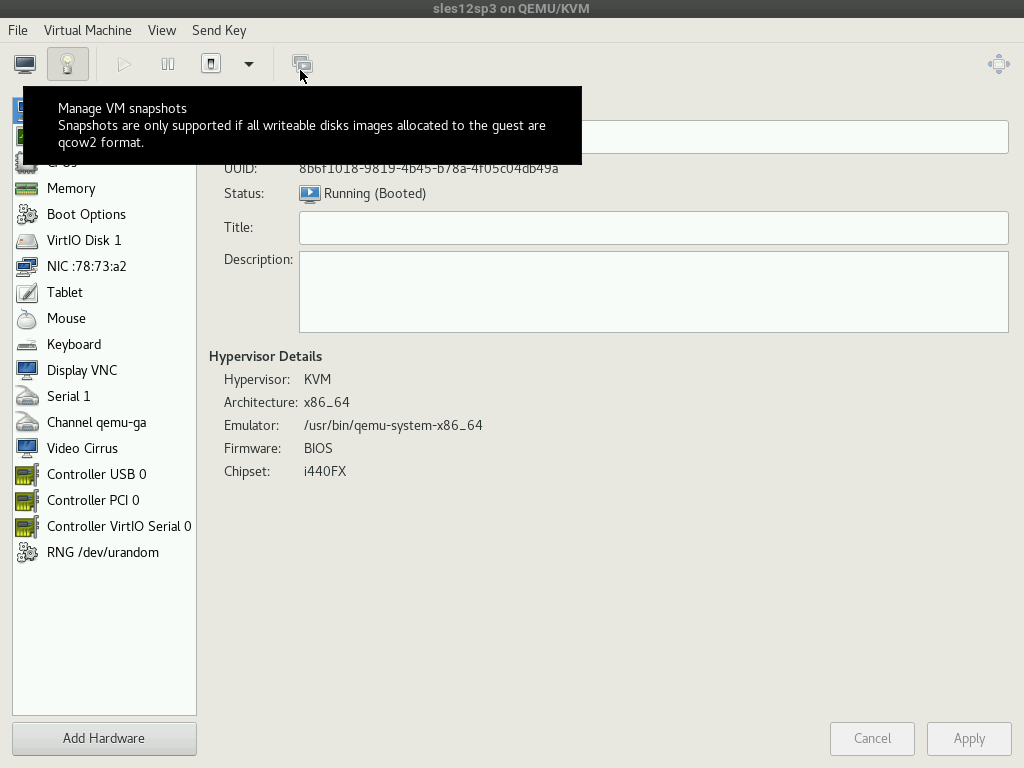 sles12sp3 on QEMU/KVM
File Virtual Machine View Send Key
Manage VM snapshots
Snapshots are only supported if all writeable disks images allocated to the guest are
qcow2 format.
CPUs
Memory
Boot Options
VirtIO Disk 1
NIC :78:73:a2
Tablet
Mouse
Keyboard
Display VNC
Serial 1
Channel qemu-ga
Video Cirrus
Controller USB 0
Controller PCI 0
Controller VirtIO Serial 0
RNG /dev/urandom
Add Hardware
UUID: 8b6f1018-9819-4b45-b78a-4f05c04db49a
Status: Running (Booted)
Title:
Description:
Hypervisor Details
Hypervisor: KVM
Architecture: x86_64
Emulator: /usr/bin/qemu-system-x86_64
Firmware: BIOS
Chipset: i440FX
Cancel
Apply